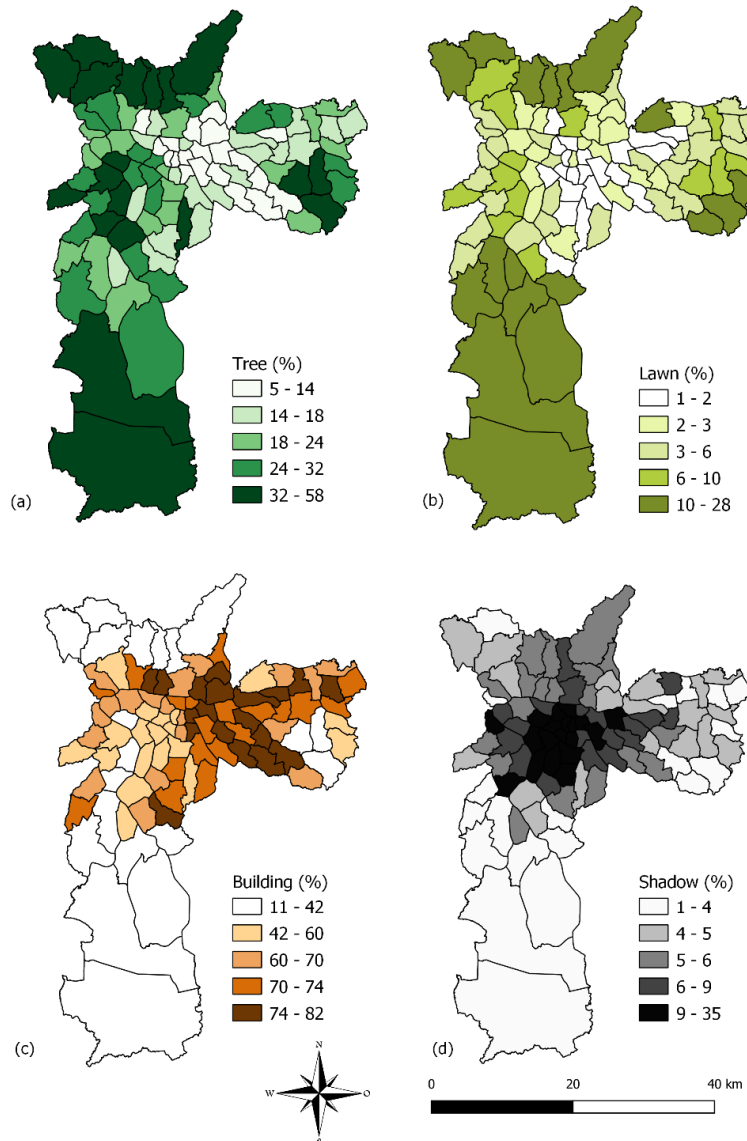 Tree (%)
5 - 14
14 - 18
18 - 24
24 - 32
32 - 58
(a)
Lawn (%)
1 - 2
2 - 3
3 - 6
6 - 10
10 - 28
(b)
Building (%)
11 - 42
42 - 60
60 - 70
70 - 74
74 - 82
(c)
Shadow (%)
1 - 4
4 - 5
5 - 6
6 - 9
9 - 35
(d)
N
W O
S
0 20 40 km